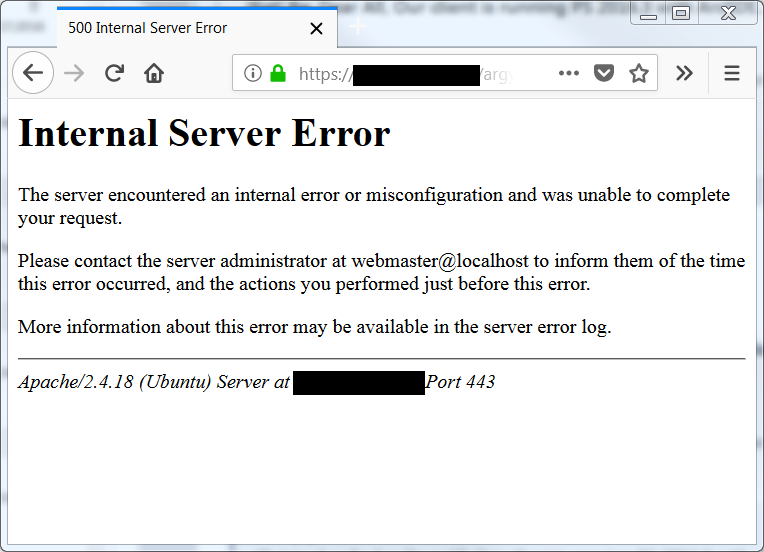 500 Internal Server Error
https:// /arg
Internal Server Error
The server encountered an internal error or misconfiguration and was unable to complete
your request.
Please contact the server administrator at webmaster@localhost to inform them of the time
this error occurred, and the actions you performed just before this error.
More information about this error may be available in the server error log.
Apache/2.4.18 (Ubuntu) Server at Port 443